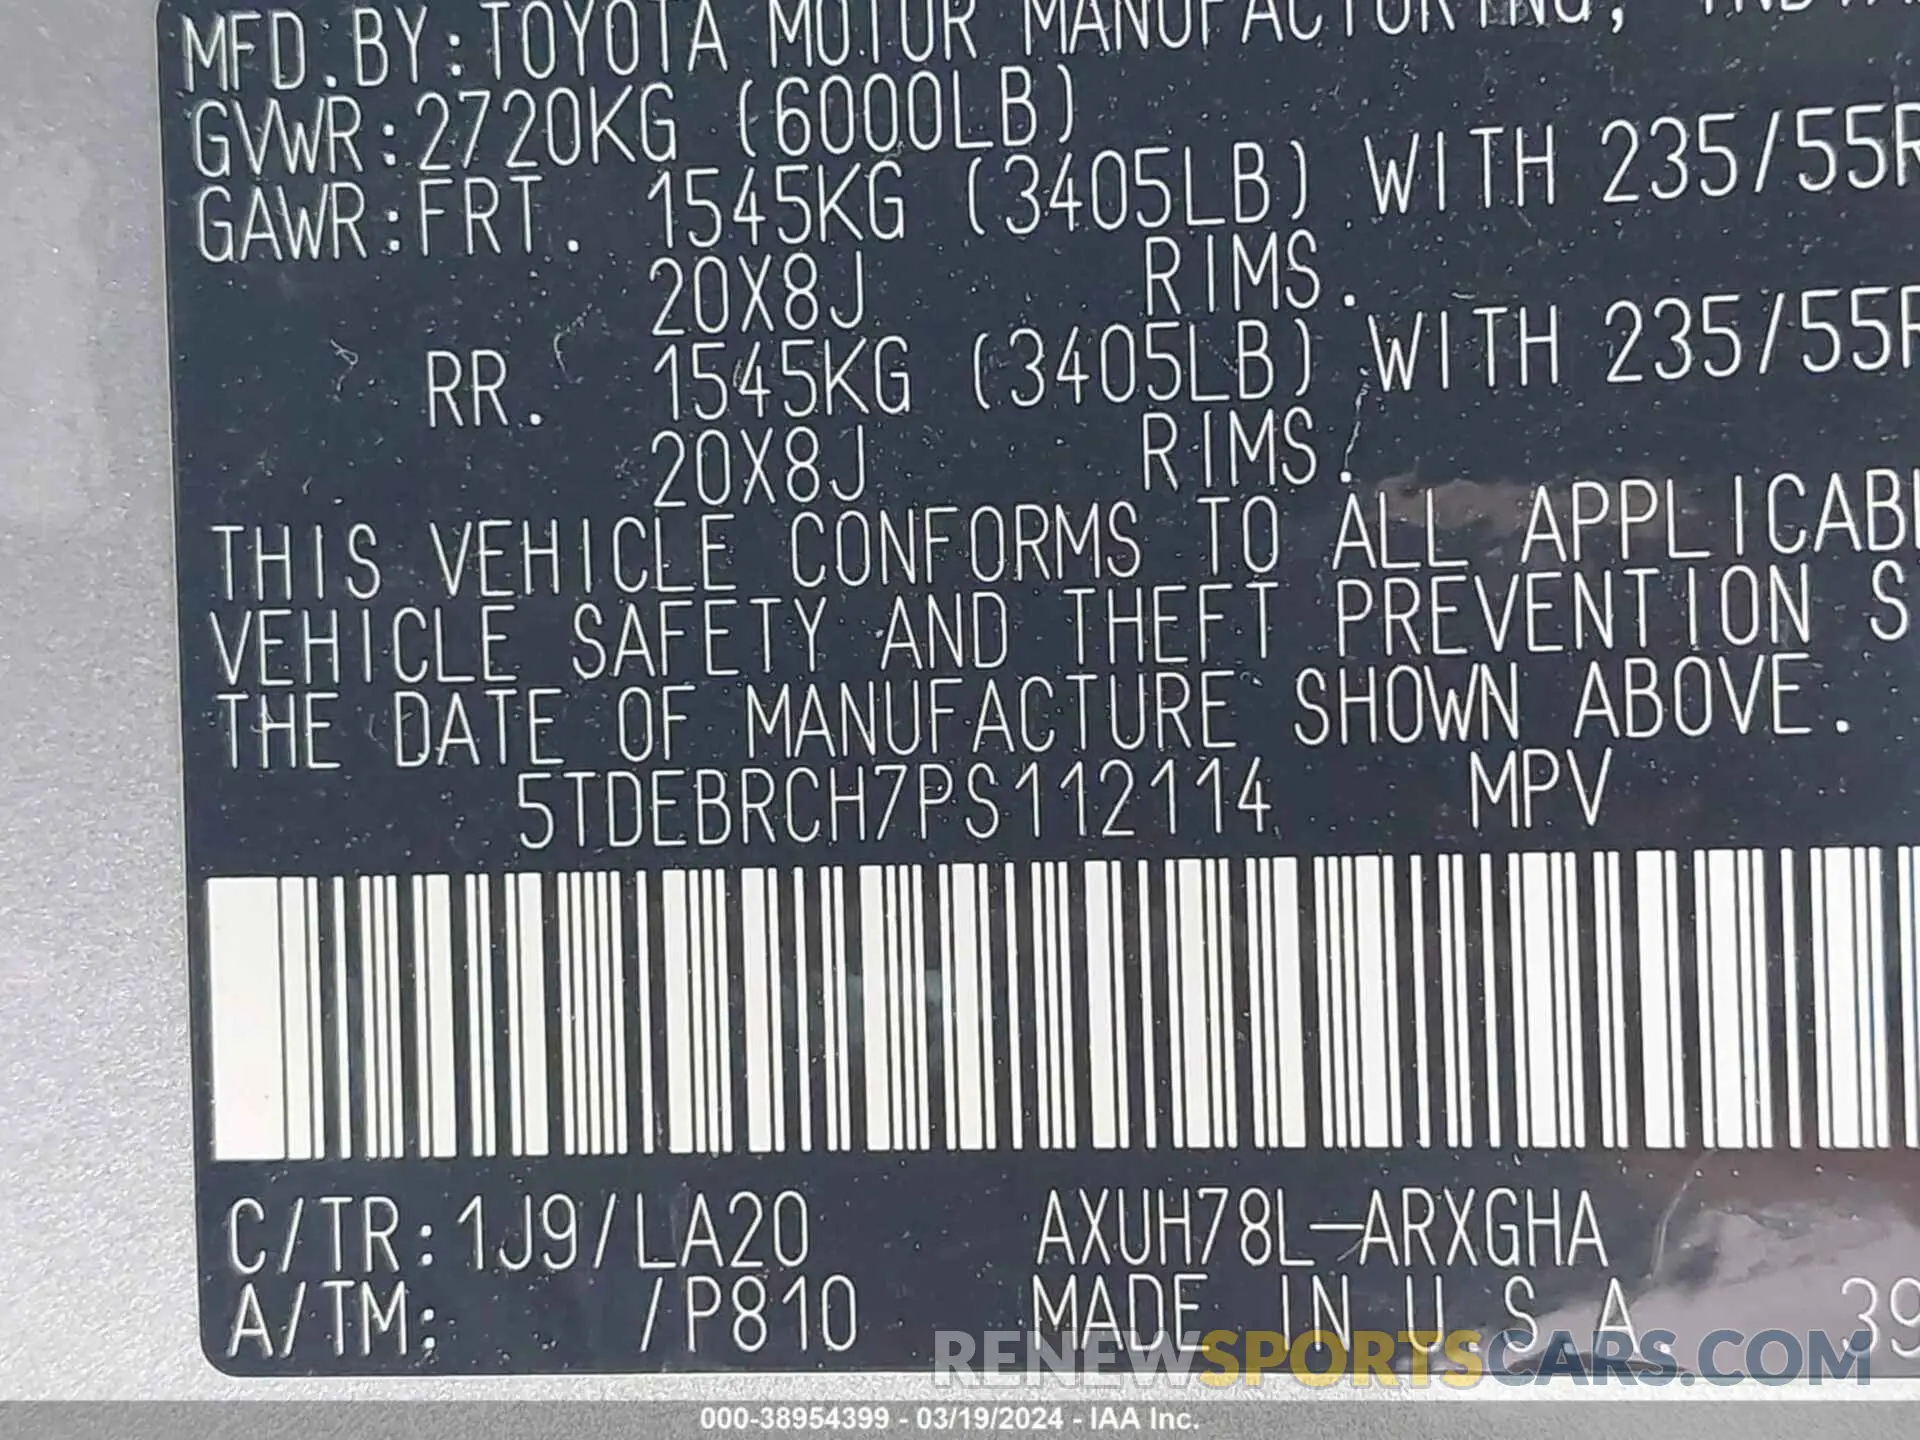 MFD.BY:TOYOTA MOTOR MANUFACTURING,
GVWR:2720KG (6000LB)
GAWR:FRT. 1545KG (3405LB) WITH 235/55R
20X8J RIMS.
RR. 1545KG (3405LB) WITH 235/55R
20X8J RIMS.
THIS VEHICLE CONFORMS TO ALL APPLICABL
VEHICLE SAFETY AND THEFT PREVENTION S
THE DATE OF MANUFACTURE SHOWN ABOVE.
5TDEBRCH7PS112114 MPV
C/TR:1J9/LA20 AXUH78L-ARXGHA
A/TM: /P810 MADE IN U.S.A 39
RENEWSPORTSCARS.COM
000-38954399 - 03/19/2024 - IAA Inc.